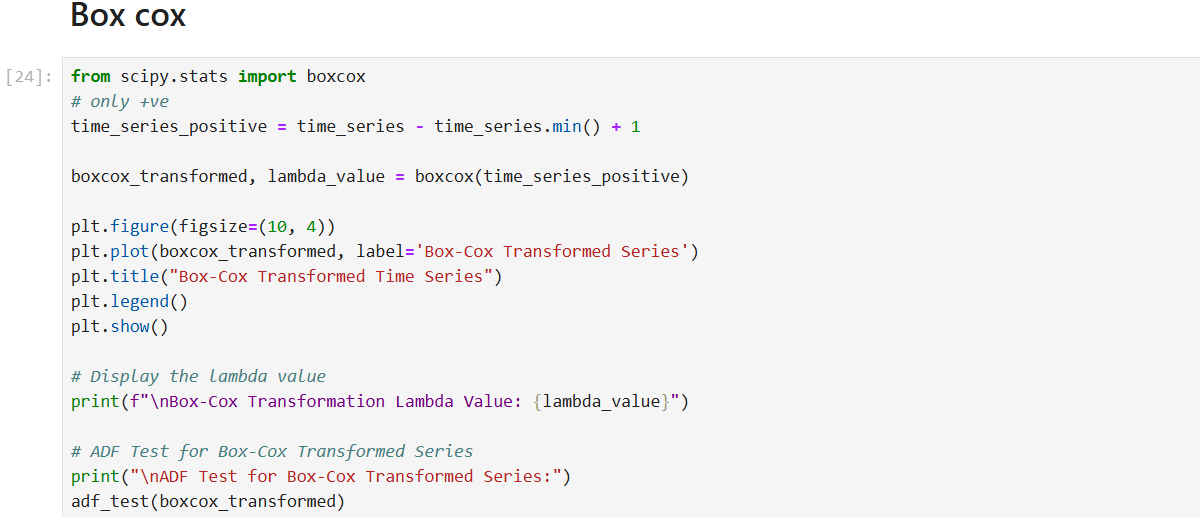 Box cox
[24]:
from scipy.stats import boxcox
# only +ve
time_series_positive = time_series - time_series.min() + 1
boxcox_transformed, lambda_value = boxcox(time_series_positive)
plt.figure(figsize=(10, 4))
plt.plot(boxcox_transformed, label='Box-Cox Transformed Series')
plt.title("Box-Cox Transformed Time Series")
plt.legend()
plt.show()
# Display the lambda value
print(f"\nBox-Cox Transformation Lambda Value: {lambda_value}")
# ADF Test for Box-Cox Transformed Series
print("\nADF Test for Box-Cox Transformed Series:")
adf_test(boxcox_transformed)